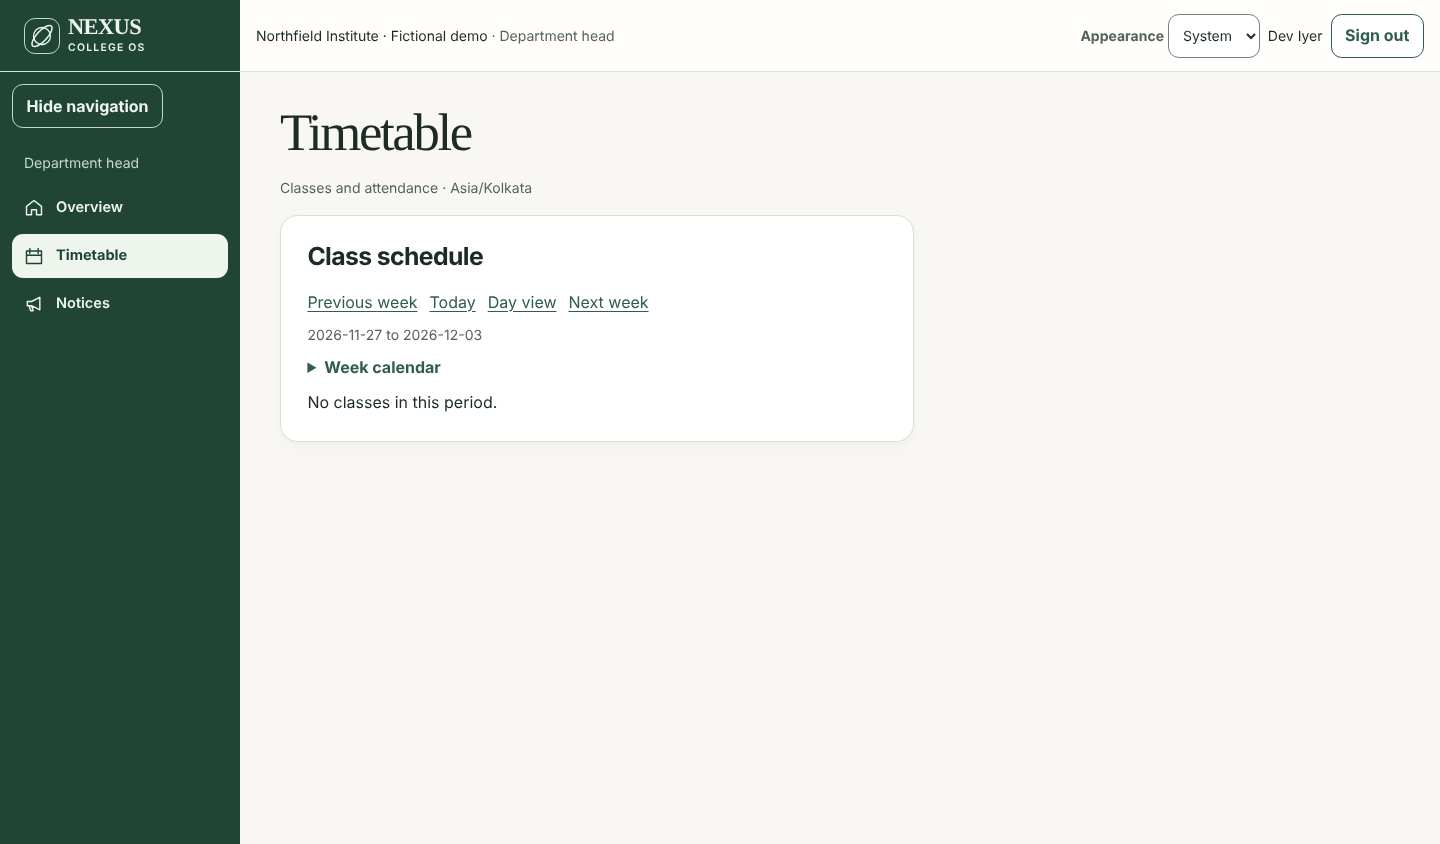 NEXUS
COLLEGE OS
Northfield Institute · Fictional demo · Department head
Appearance System Dev Iyer Sign out
Hide navigation
Department head
Overview
Timetable
Notices
Timetable
Classes and attendance · Asia/Kolkata
Class schedule
Previous week Today Day view Next week
2026-11-27 to 2026-12-03
Week calendar
No classes in this period.